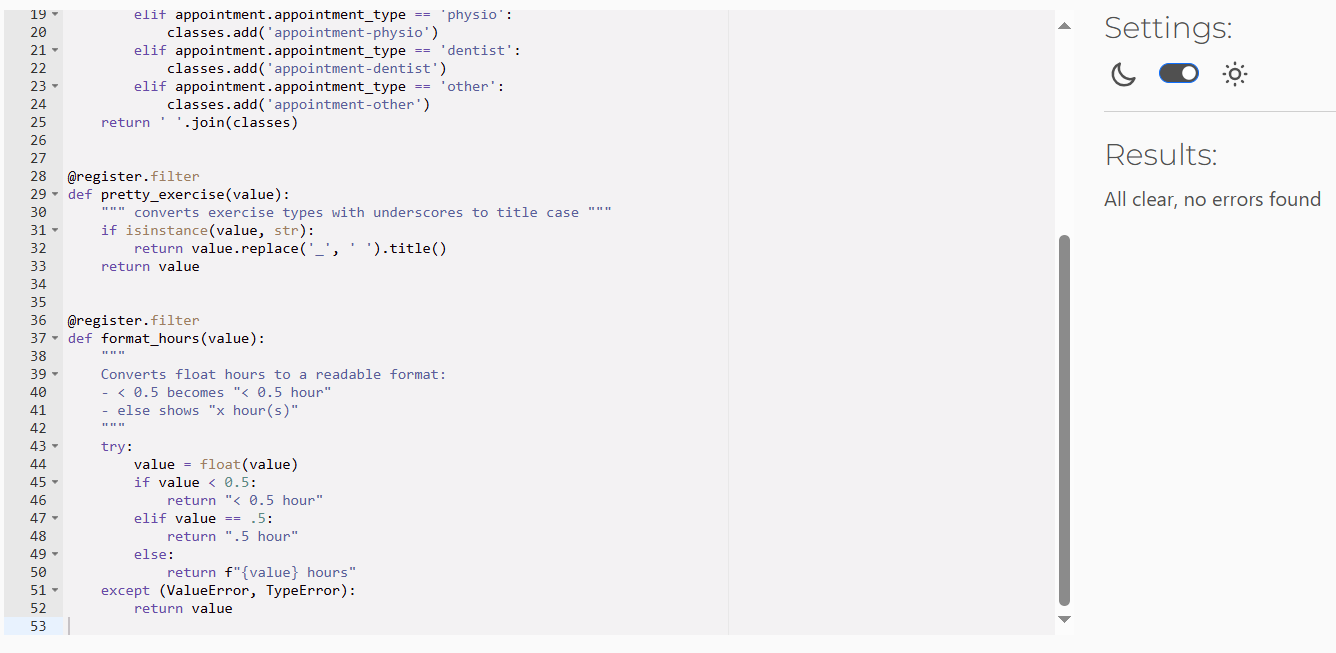 19 elif appointment.appointment_type == 'physio':
20 classes.add('appointment-physio')
21 elif appointment.appointment_type == 'dentist':
22 classes.add('appointment-dentist')
23 elif appointment.appointment_type == 'other':
24 classes.add('appointment-other')
25 return ' '.join(classes)
26
27
28 @register.filter
29 def pretty_exercise(value):
30 """ converts exercise types with underscores to title case """
31 if isinstance(value, str):
32 return value.replace('_', ' ').title()
33 return value
34
35
36 @register.filter
37 def format_hours(value):
38 """
39 Converts float hours to a readable format:
40 - < 0.5 becomes "< 0.5 hour"
41 - else shows "x hour(s)"
42 """
43 try:
44 value = float(value)
45 if value < 0.5:
46 return "< 0.5 hour"
47 elif value == .5:
48 return ".5 hour"
49 else:
50 return f"{value} hours"
51 except (ValueError, TypeError):
52 return value
53
Settings:
Results:
All clear, no errors found